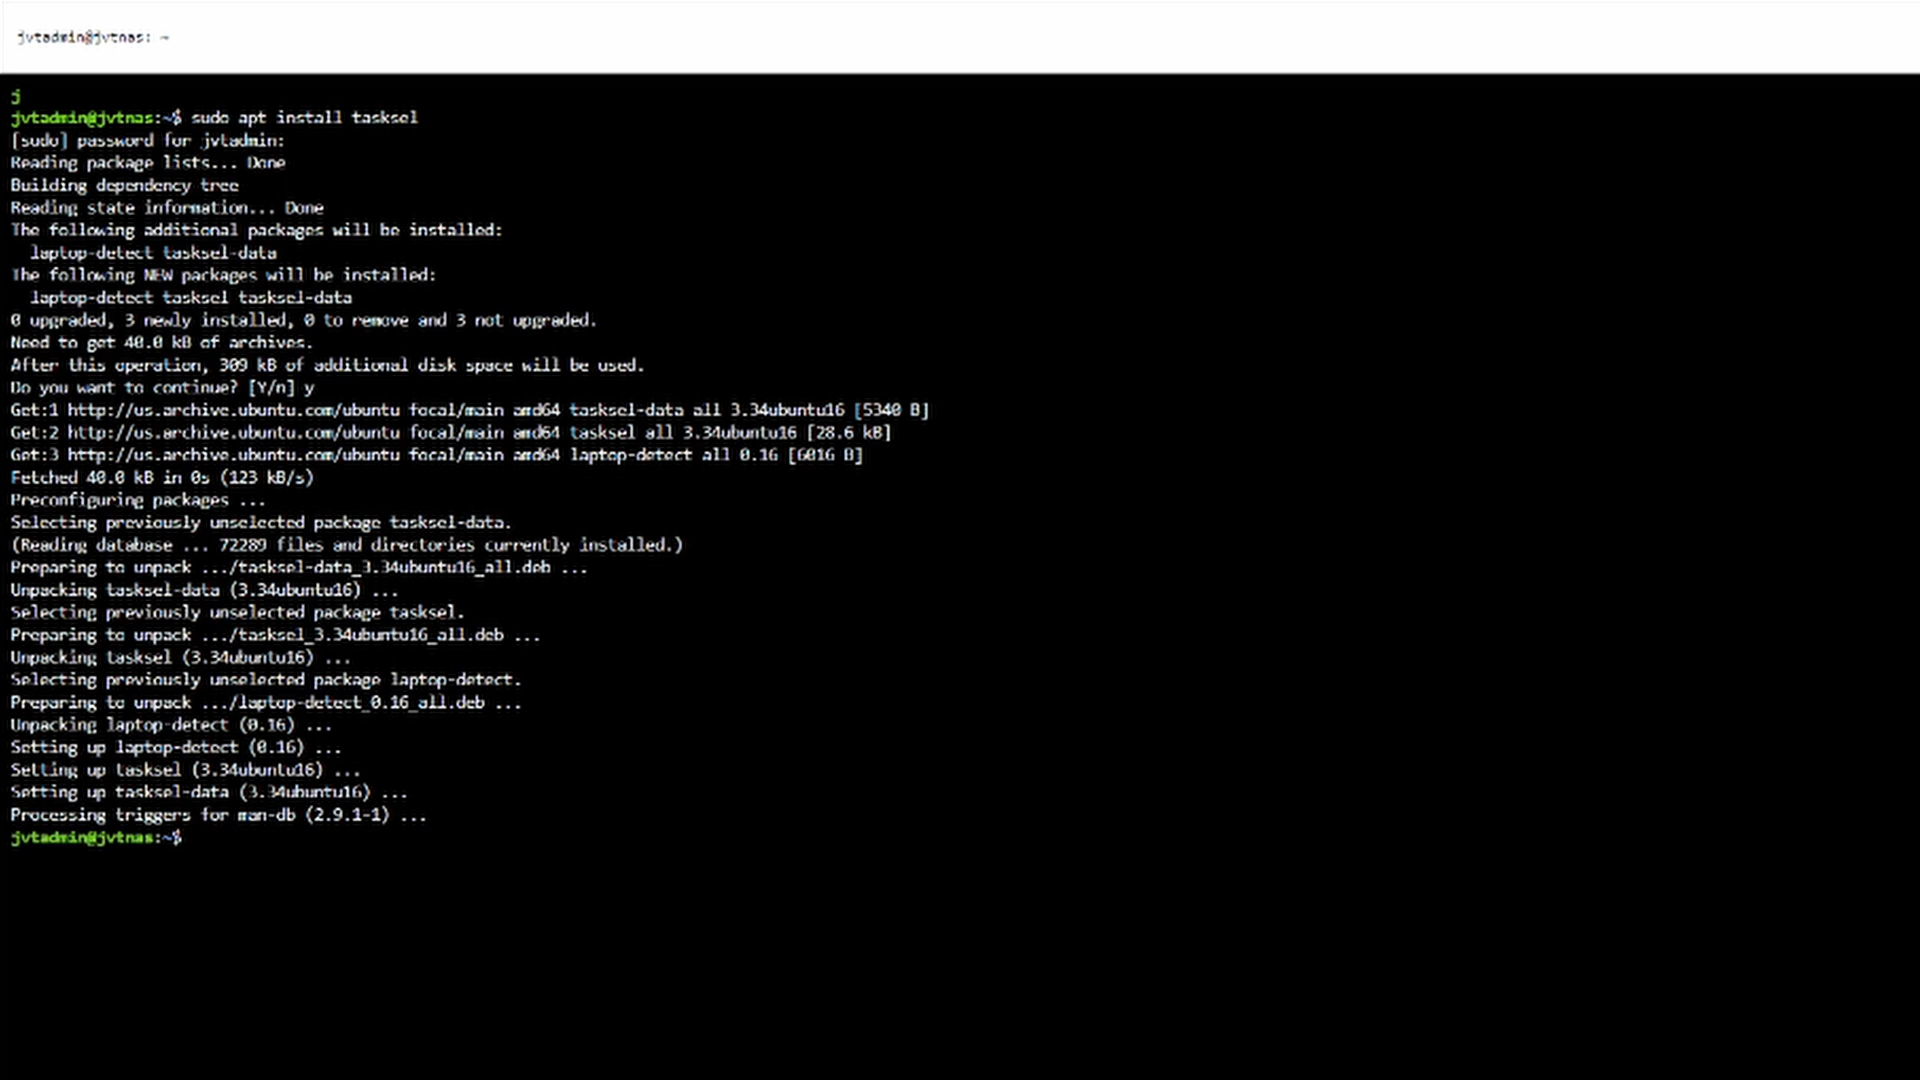 jvtadmin@jvtnas: ~
j
jvtadmin@jvtnas:~$ sudo apt install tasksel
[sudo] password for jvtadmin:
Reading package lists... Done
Building dependency tree
Reading state information... Done
The following additional packages will be installed:
  laptop-detect tasksel-data
The following NEW packages will be installed:
  laptop-detect tasksel tasksel-data
0 upgraded, 3 newly installed, 0 to remove and 3 not upgraded.
Need to get 40.0 kB of archives.
After this operation, 309 kB of additional disk space will be used.
Do you want to continue? [Y/n] y
Get:1 http://us.archive.ubuntu.com/ubuntu focal/main amd64 tasksel-data all 3.34ubuntu16 [5340 B]
Get:2 http://us.archive.ubuntu.com/ubuntu focal/main amd64 tasksel all 3.34ubuntu16 [28.6 kB]
Get:3 http://us.archive.ubuntu.com/ubuntu focal/main amd64 laptop-detect all 0.16 [6016 B]
Fetched 40.0 kB in 0s (123 kB/s)
Preconfiguring packages ...
Selecting previously unselected package tasksel-data.
(Reading database ... 72289 files and directories currently installed.)
Preparing to unpack .../tasksel-data_3.34ubuntu16_all.deb ...
Unpacking tasksel-data (3.34ubuntu16) ...
Selecting previously unselected package tasksel.
Preparing to unpack .../tasksel_3.34ubuntu16_all.deb ...
Unpacking tasksel (3.34ubuntu16) ...
Selecting previously unselected package laptop-detect.
Preparing to unpack .../laptop-detect_0.16_all.deb ...
Unpacking laptop-detect (0.16) ...
Setting up laptop-detect (0.16) ...
Setting up tasksel (3.34ubuntu16) ...
Setting up tasksel-data (3.34ubuntu16) ...
Processing triggers for man-db (2.9.1-1) ...
jvtadmin@jvtnas:~$